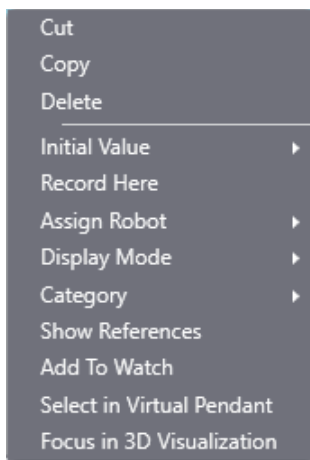 Cut
Copy
Delete
Initial Value
Record Here
Assign Robot
Display Mode
Category
Show References
Add To Watch
Select in Virtual Pendant
Focus in 3D Visualization